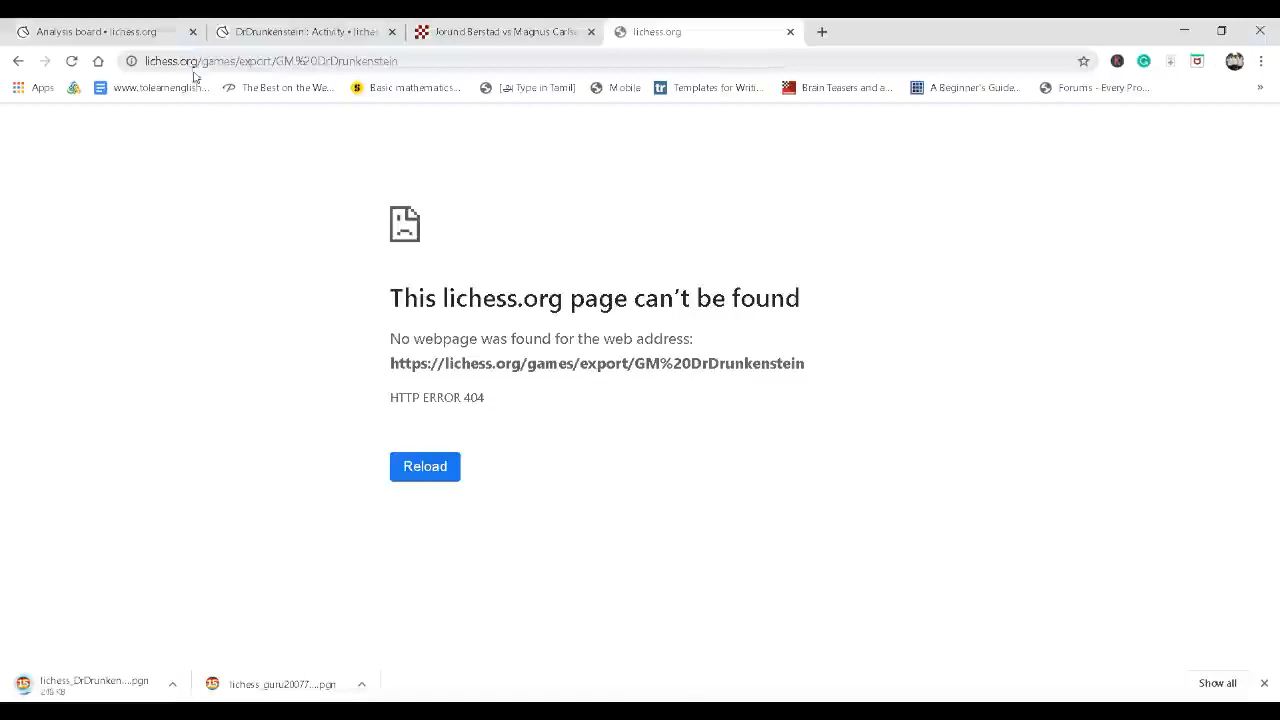 Analysis board • lichess.org
DrDrunkenstein : Activity • liches
Jorund Berstad vs Magnus Carlse
lichess.org
lichess.org/games/export/GM%20DrDrunkenstein
Apps
www.tolearnenglish...
The Best on the We...
Basic mathematic...
Type in Tamil]
Mobile
Templates for Writi...
Brain Teasers and a...
A Beginner's Guide...
Forums - Every Pro...
»
This lichess.org page can't be found
No webpage was found for the web address:
https://lichess.org/games/export/GM%20DrDrunkenstein
HTTP ERROR 404
Reload
lichess_DrDrunken....pgn
lichess_guru20077....pgn
Show all